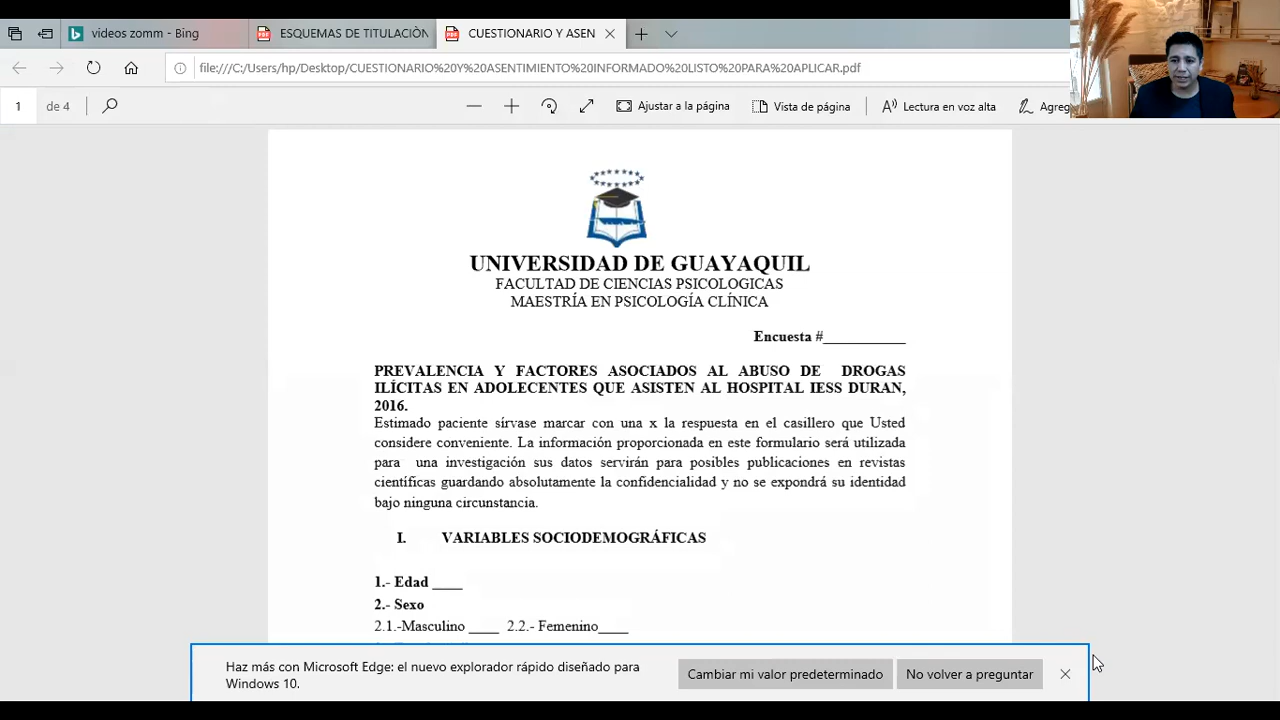 videos zomm - Bing
ESQUEMAS DE TITULACIÒN
CUESTIONARIO Y ASEN
file:///C:/Users/hp/Desktop/CUESTIONARIO%20Y%20ASENTIMIENTO%20INFORMADO%20LISTO%20PARA%20APLICAR.pdf
1 de 4
Ajustar a la página
Vista de página
Lectura en voz alta
Agreg
UNIVERSIDAD DE GUAYAQUIL
FACULTAD DE CIENCIAS PSICOLOGICAS
MAESTRÍA EN PSICOLOGÍA CLÍNICA
Encuesta #__________
PREVALENCIA Y FACTORES ASOCIADOS AL ABUSO DE DROGAS
ILÍCITAS EN ADOLECENTES QUE ASISTEN AL HOSPITAL IESS DURAN,
2016.
Estimado paciente sírvase marcar con una x la respuesta en el casillero que Usted
considere conveniente. La información proporcionada en este formulario será utilizada
para una investigación sus datos servirán para posibles publicaciones en revistas
científicas guardando absolutamente la confidencialidad y no se expondrá su identidad
bajo ninguna circunstancia.
I. VARIABLES SOCIODEMOGRÁFICAS
1.- Edad ____
2.- Sexo
2.1.-Masculino ____ 2.2.- Femenino____
Haz más con Microsoft Edge: el nuevo explorador rápido diseñado para
Windows 10.
Cambiar mi valor predeterminado
No volver a preguntar